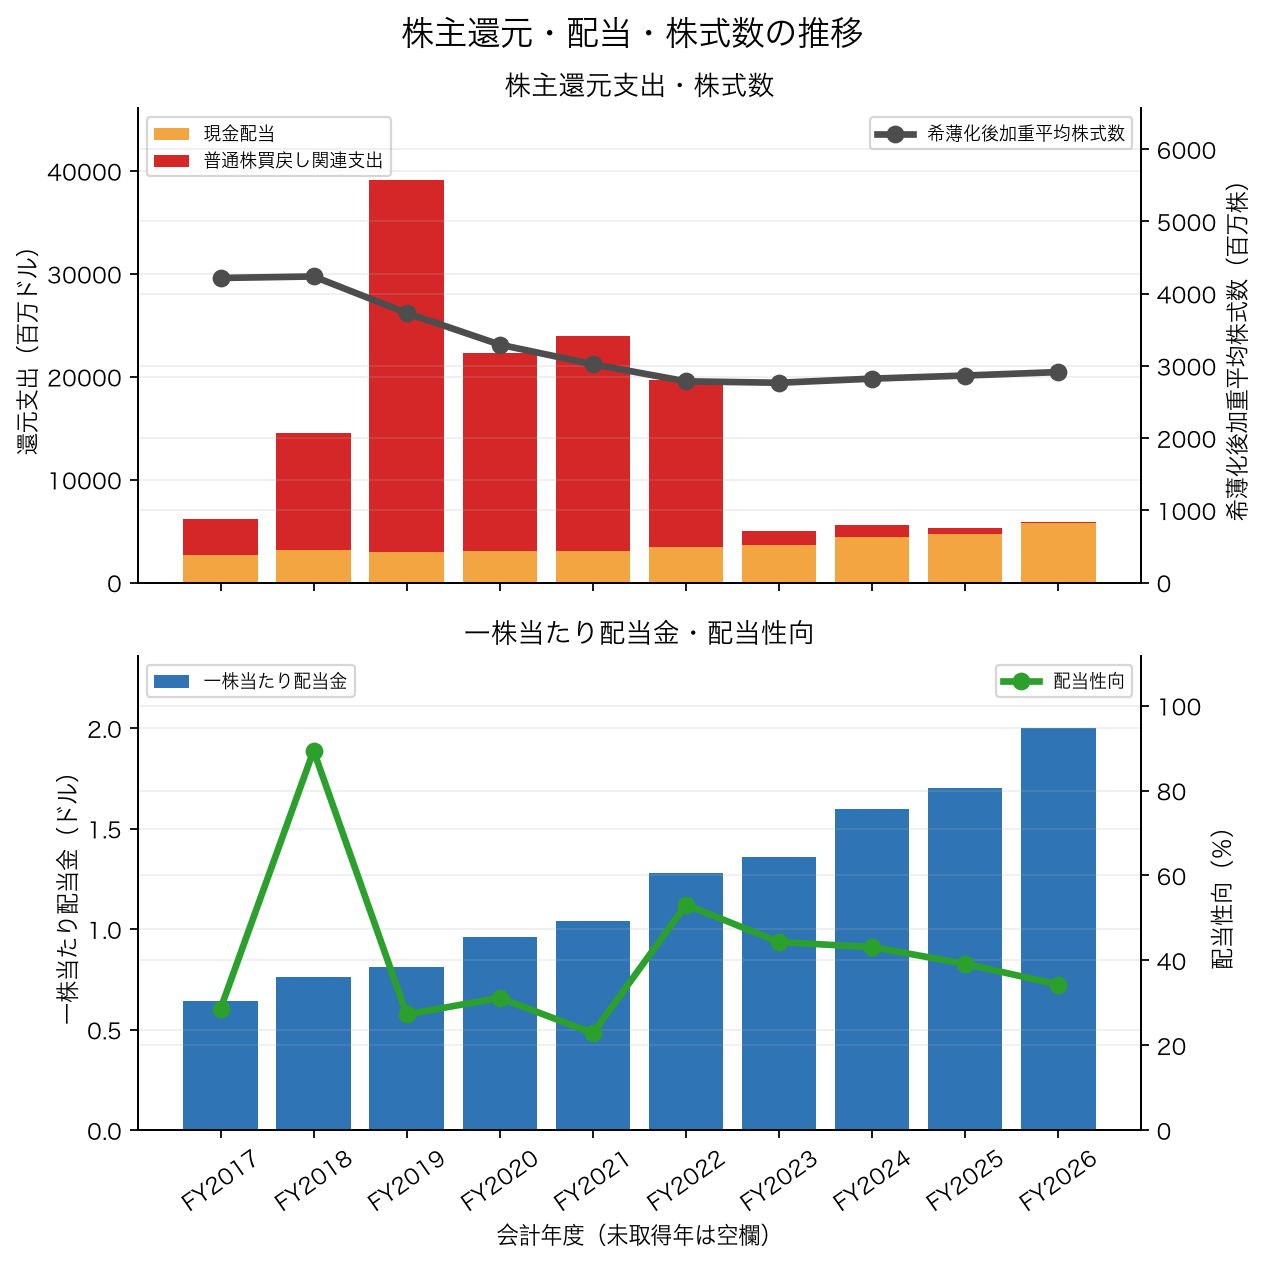 株主還元・配当・株式数の推移
株主還元支出・株式数
現金配当
普通株買戻し関連支出
希薄化後加重平均株式数
還元支出（百万ドル）
40000
30000
20000
10000
0
6000
5000
4000
3000
2000
1000
0
希薄化後加重平均株式数（百万株）
一株当たり配当金・配当性向
一株当たり配当金
配当性向
一株当たり配当金（ドル）
2.0
1.5
1.0
0.5
0.0
100
80
60
40
20
0
配当性向（%）
FY2017 FY2018 FY2019 FY2020 FY2021 FY2022 FY2023 FY2024 FY2025 FY2026
会計年度（未取得年は空欄）